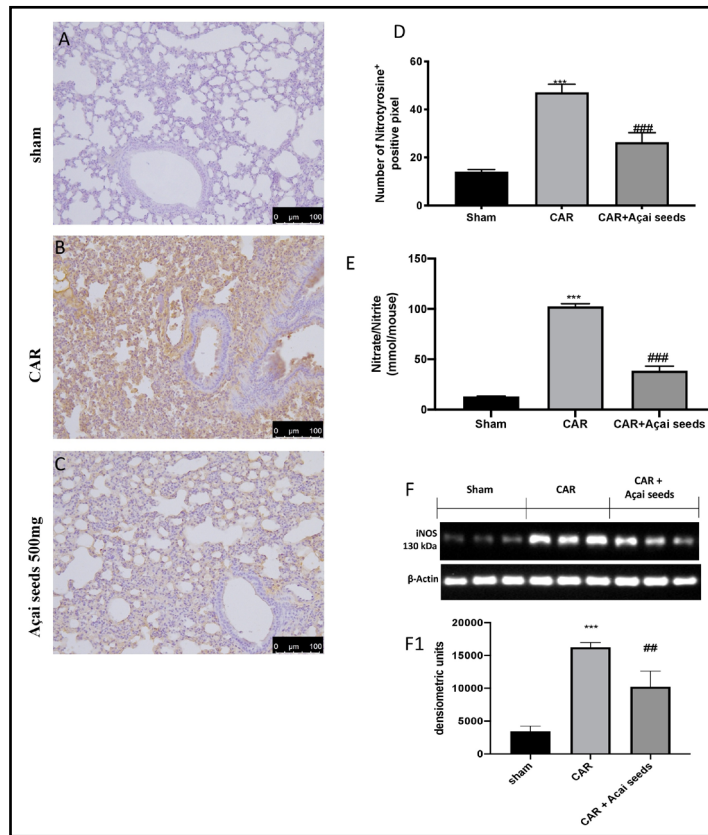 A
sham
0 µm 100
B
CAR
0 µm 100
C
Açai seeds 500mg
0 µm 100
D
Number of Nitrotyrosine+
positive pixel
60
40
20
0
***
###
Sham CAR CAR+Açai seeds
E
Nitrate/Nitrite
(mmol/mouse)
150
100
50
0
***
###
Sham CAR CAR+Açai seeds
F
Sham CAR CAR +
Açai seeds
iNOS
130 kDa
β-Actin
F1
densiometric units
20000
15000
10000
5000
0
***
##
sham
CAR
CAR + Acai seeds